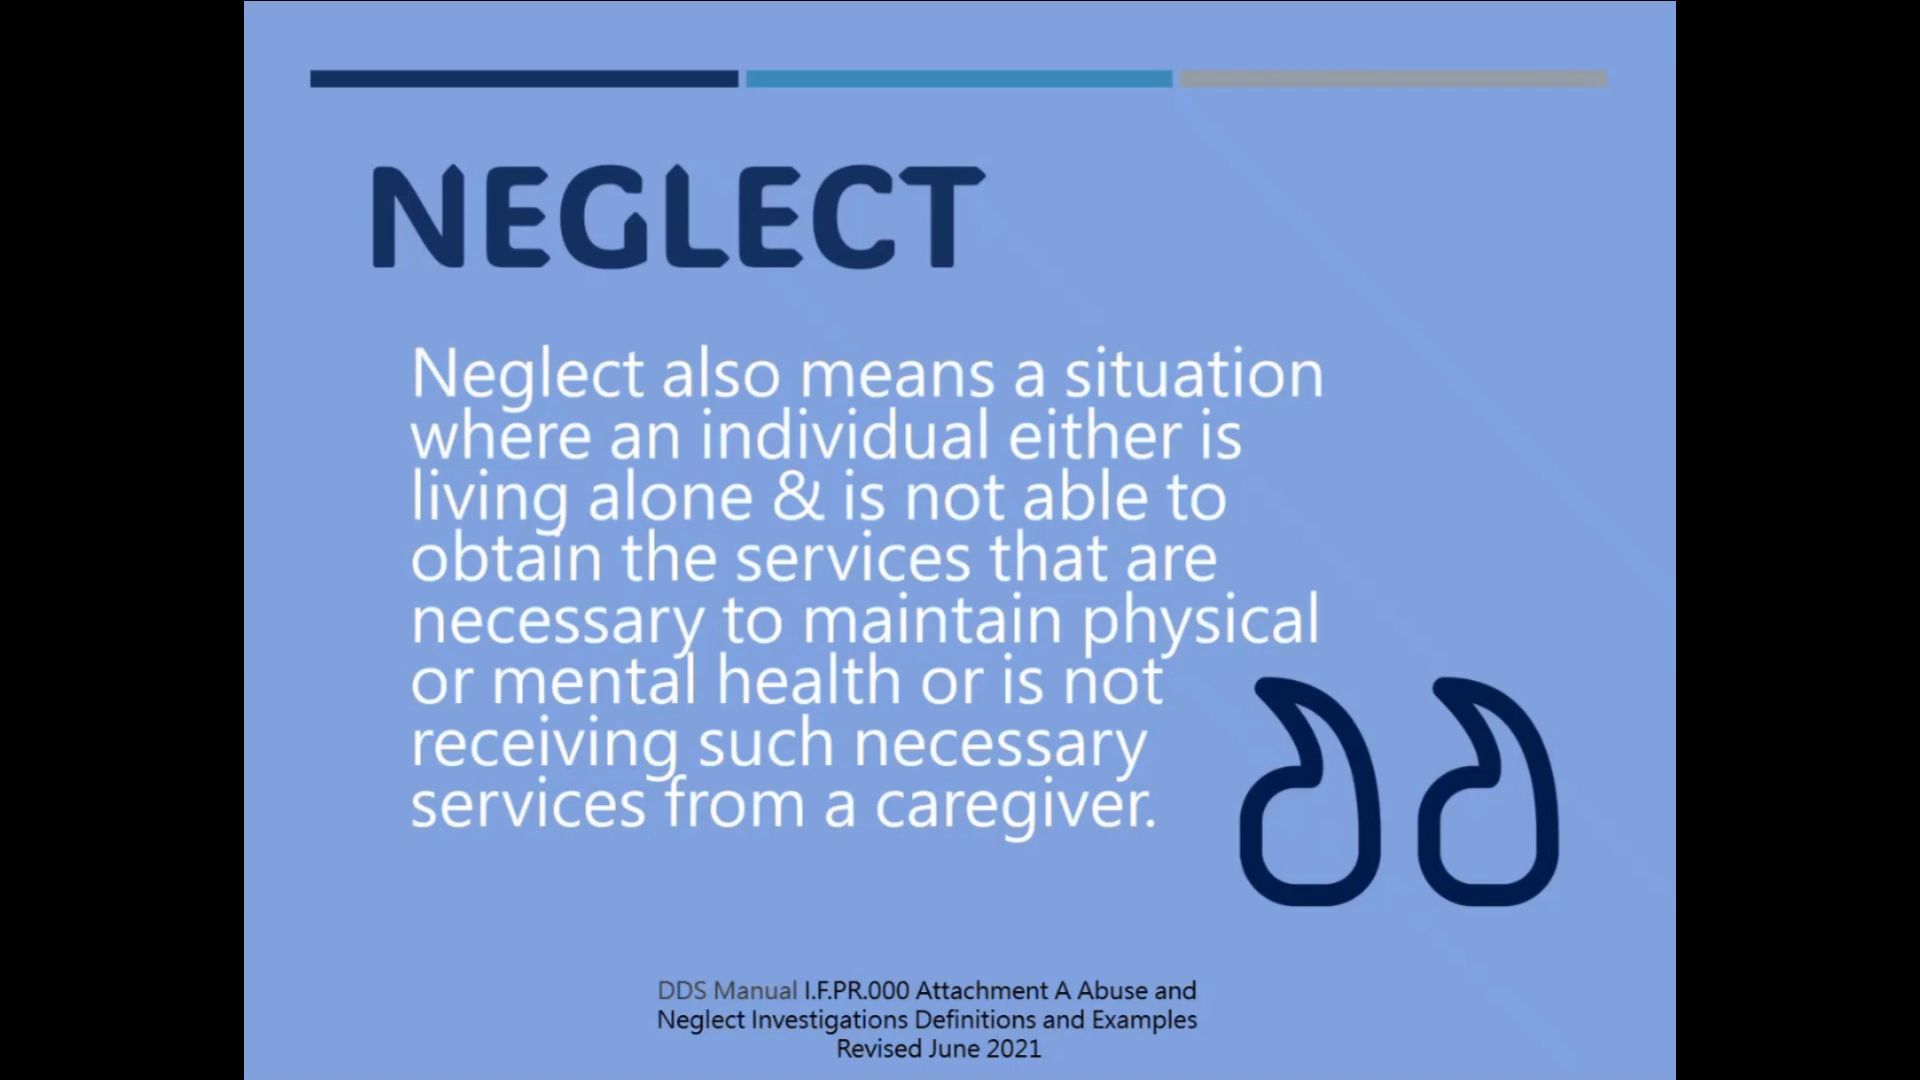 NEGLECT
Neglect also means a situation
where an individual either is
living alone & is not able to
obtain the services that are
necessary to maintain physical
or mental health or is not
receiving such necessary
services from a caregiver.
DDS Manual I.F.PR.000 Attachment A Abuse and
Neglect Investigations Definitions and Examples
Revised June 2021